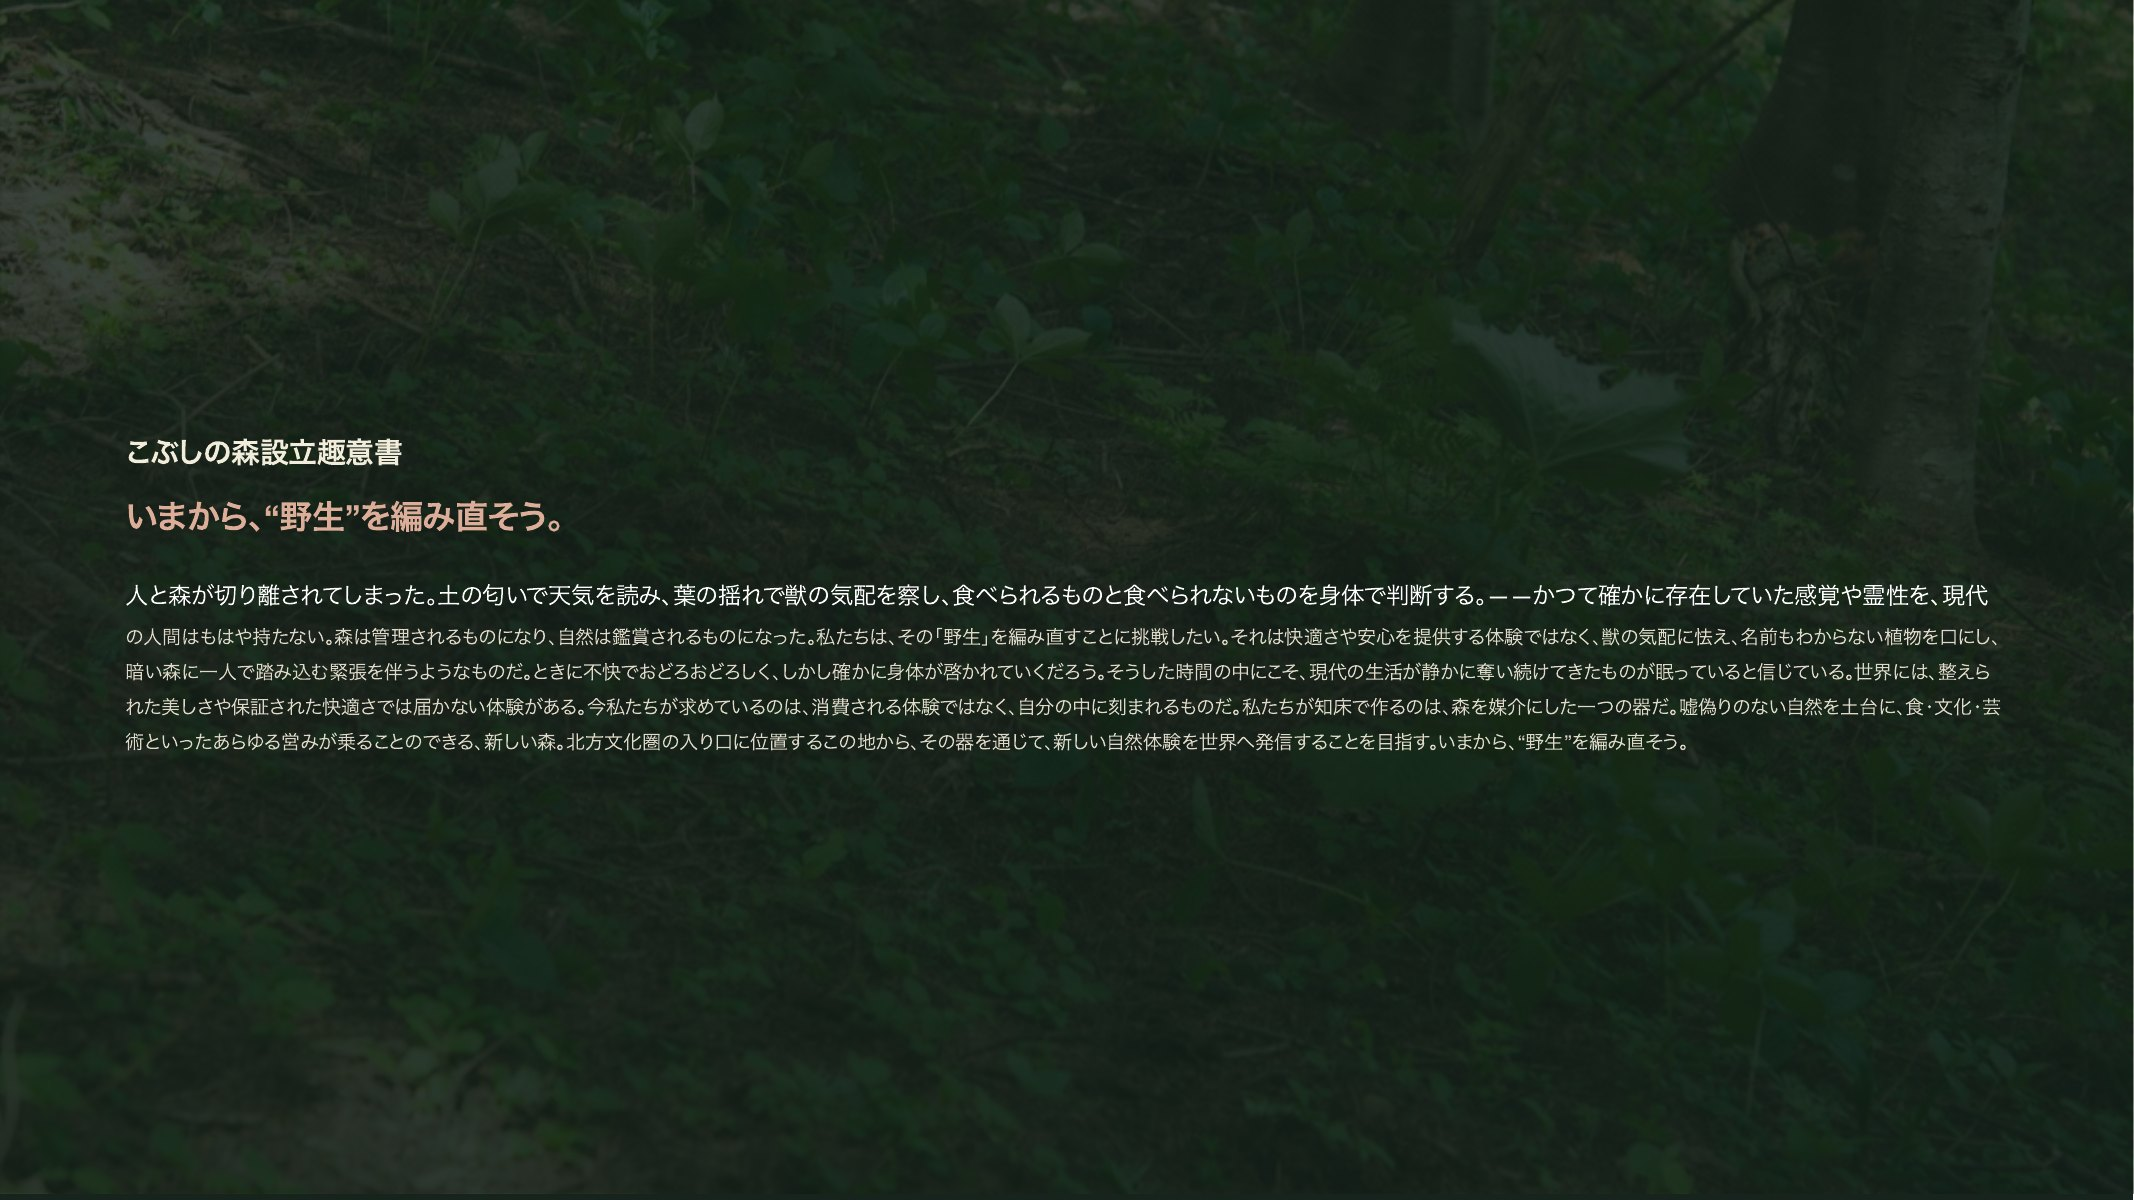 こぶしの森設立趣意書
いまから、“野生”を編み直そう。
人と森が切り離されてしまった。土の匂いで天気を読み、葉の揺れで獣の気配を察し、食べられるものと食べられないものを身体で判断する。——かつて確かに存在していた感覚や霊性を、現代
の人間はもはや持たない。森は管理されるものになり、自然は鑑賞されるものになった。私たちは、その「野生」を編み直すことに挑戦したい。それは快適さや安心を提供する体験ではなく、獣の気配に怯え、名前もわからない植物を口にし、
暗い森に一人で踏み込む緊張を伴うようなものだ。ときに不快でおどろおどろしく、しかし確かに身体が啓かれていくだろう。そうした時間の中にこそ、現代の生活が静かに奪い続けてきたものが眠っていると信じている。世界には、整えら
れた美しさや保証された快適さでは届かない体験がある。今私たちが求めているのは、消費される体験ではなく、自分の中に刻まれるものだ。私たちが知床で作るのは、森を媒介にした一つの器だ。嘘偽りのない自然を土台に、食・文化・芸
術といったあらゆる営みが乗ることのできる、新しい森。北方文化圏の入り口に位置するこの地から、その器を通じて、新しい自然体験を世界へ発信することを目指す。いまから、“野生”を編み直そう。